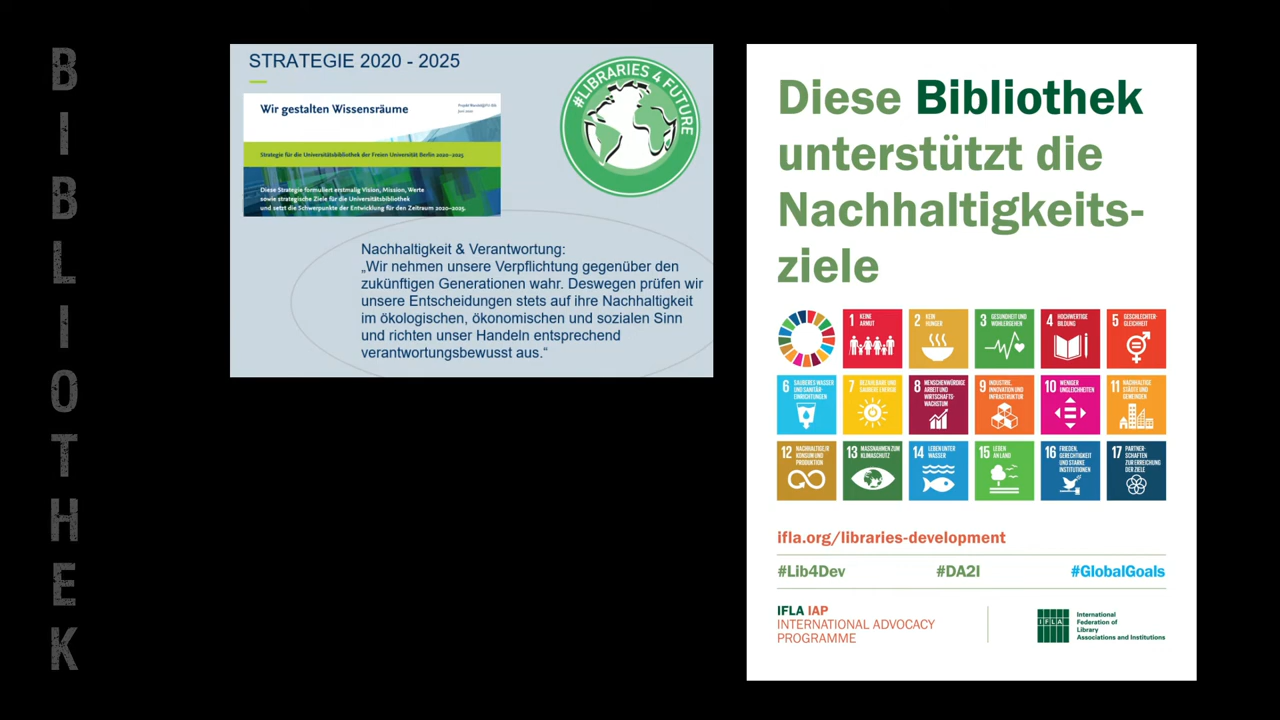 BIBLIOTHEK
STRATEGIE 2020 - 2025
Wir gestalten Wissensräume
Strategie für die Universitätsbibliothek der Freien Universität Berlin 2020–2025
Diese Strategie formuliert erstmalig Vision, Mission, Werte
sowie strategische Ziele für die Universitätsbibliothek
und setzt die Schwerpunkte der Entwicklung für den Zeitraum 2020–2025.
#LIBRARIES 4 FUTURE
Nachhaltigkeit & Verantwortung:
„Wir nehmen unsere Verpflichtung gegenüber den
zukünftigen Generationen wahr. Deswegen prüfen wir
unsere Entscheidungen stets auf ihre Nachhaltigkeit
im ökologischen, ökonomischen und sozialen Sinn
und richten unser Handeln entsprechend
verantwortungsbewusst aus.“
Diese Bibliothek
unterstützt die
Nachhaltigkeits-
ziele
1 KEINE
ARMUT
2 KEIN
HUNGER
3 GESUNDHEIT UND
WOHLERGEHEN
4 HOCHWERTIGE
BILDUNG
5 GESCHLECHTER-
GLEICHHEIT
6 SAUBERES WASSER
UND SANITÄR-
EINRICHTUNGEN
7 BEZAHLBARE UND
SAUBERE ENERGIE
8 MENSCHENWÜRDIGE
ARBEIT UND
WIRTSCHAFTS-
WACHSTUM
9 INDUSTRIE,
INNOVATION UND
INFRASTRUKTUR
10 WENIGER
UNGLEICHHEITEN
11 NACHHALTIGE
STÄDTE UND
GEMEINDEN
12 NACHHALTIGE/R
KONSUM UND
PRODUKTION
13 MASSNAHMEN ZUM
KLIMASCHUTZ
14 LEBEN UNTER
WASSER
15 LEBEN
AN LAND
16 FRIEDEN,
GERECHTIGKEIT
UND STARKE
INSTITUTIONEN
17 PARTNER-
SCHAFTEN
ZUR ERREICHUNG
DER ZIELE
ifla.org/libraries-development
#Lib4Dev #DA2I #GlobalGoals
IFLA IAP
INTERNATIONAL ADVOCACY
PROGRAMME
IFLA
International
Federation of
Library
Associations and Institutions